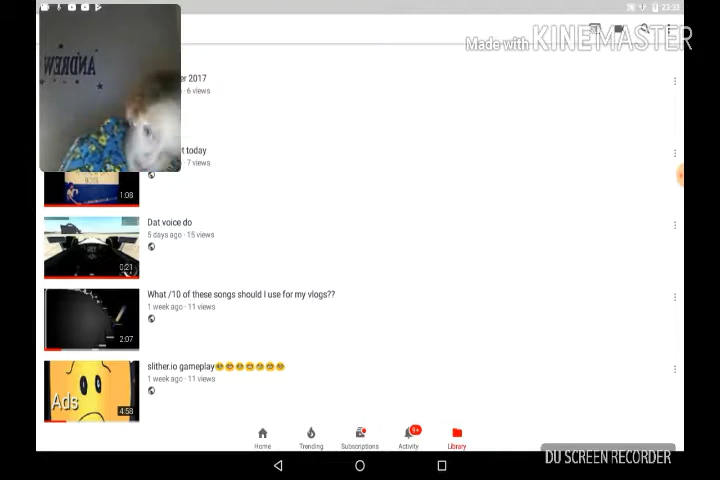 23:33
Made with KINEMASTER
ANDREW
er 2017
· 6 views
t today
· 7 views
1:08
Dat voice do
5 days ago · 15 views
0:21
What /10 of these songs should I use for my vlogs??
1 week ago · 11 views
2:07
slither.io gameplay
1 week ago · 11 views
Ads
4:58
9+
Home Trending Subscriptions Activity Library
DU SCREEN RECORDER